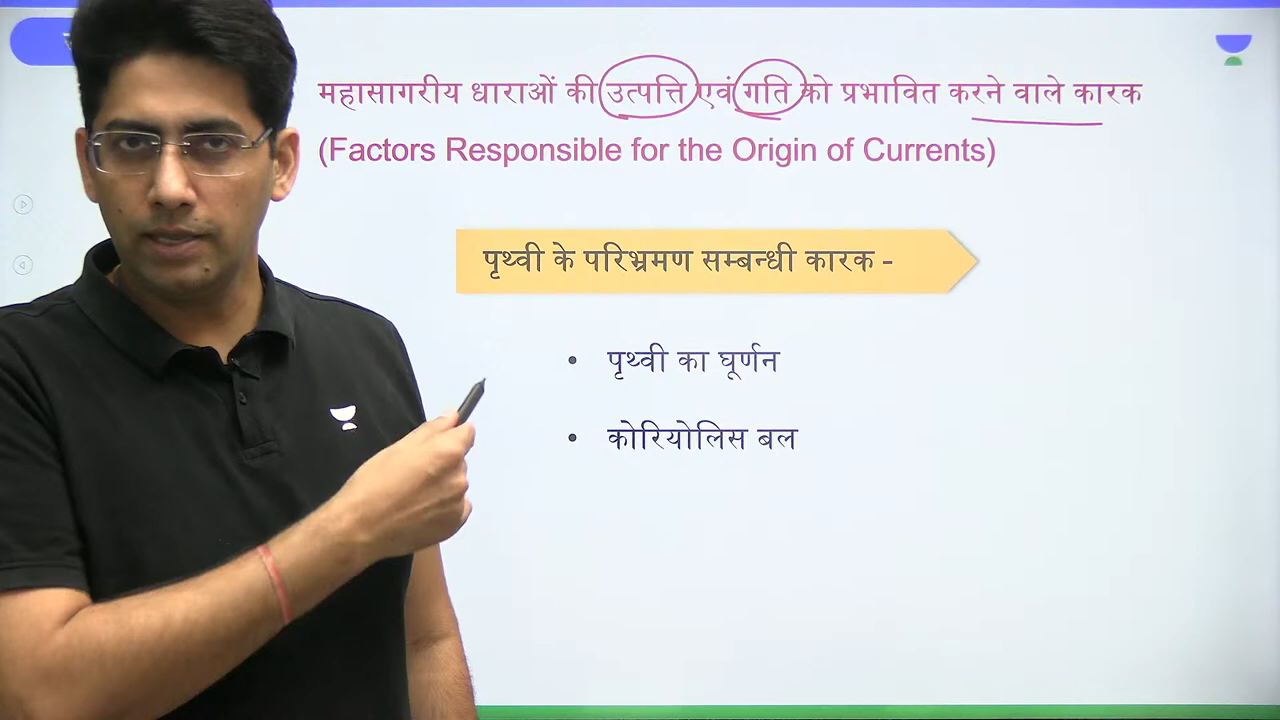 महासागरीय धाराओं की उत्पत्ति एवं गति को प्रभावित करने वाले कारक
(Factors Responsible for the Origin of Currents)
पृथ्वी के परिभ्रमण सम्बन्धी कारक -
• पृथ्वी का घूर्णन
• कोरियोलिस बल